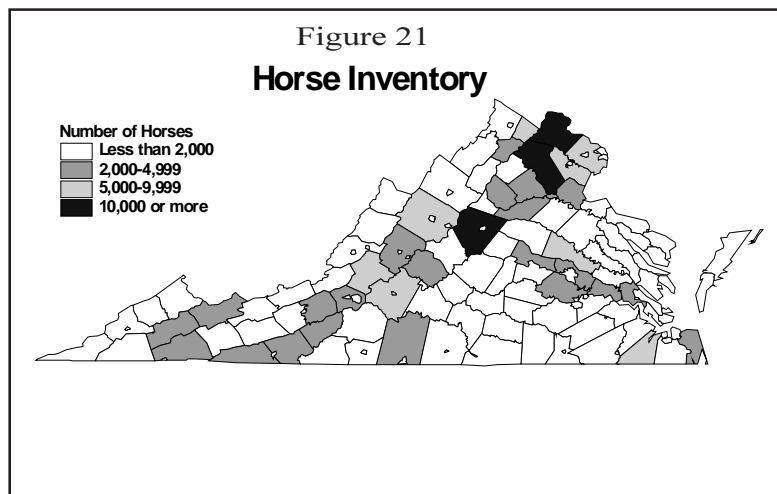 Figure 21
Horse Inventory
Number of Horses
Less than 2,000
2,000-4,999
5,000-9,999
10,000 or more